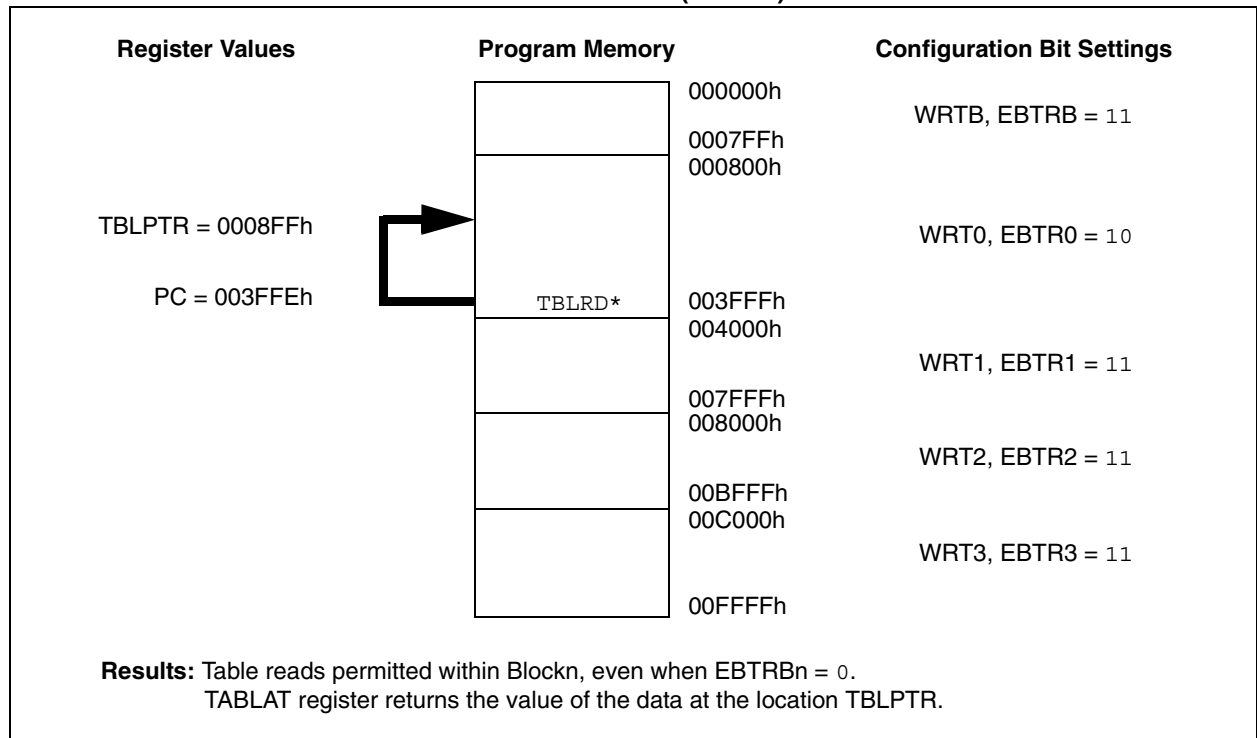 Register Values Program Memory Configuration Bit Settings
000000h
WRTB, EBTRB = 11
0007FFh
000800h
TBLPTR = 0008FFh
WRT0, EBTR0 = 10
PC = 003FFEh
TBLRD*
003FFFh
004000h
WRT1, EBTR1 = 11
007FFFh
008000h
WRT2, EBTR2 = 11
00BFFFh
00C000h
WRT3, EBTR3 = 11
00FFFFh
Results: Table reads permitted within Blockn, even when EBTRBn = 0.
TABLAT register returns the value of the data at the location TBLPTR.